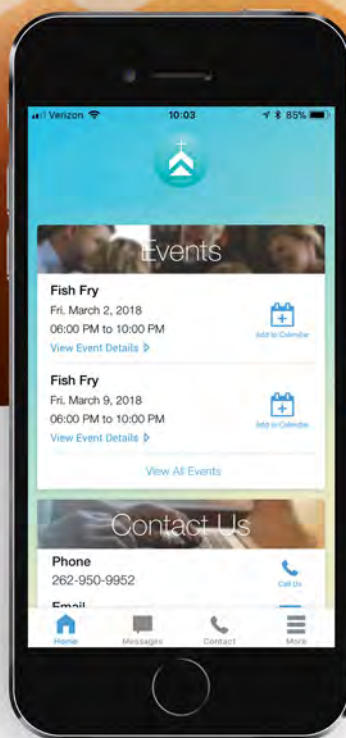 Verizon 10:03 85%
Events
Fish Fry
Fri. March 2, 2018
06:00 PM to 10:00 PM
Add to Calendar
View Event Details
Fish Fry
Fri. March 9, 2018
06:00 PM to 10:00 PM
Add to Calendar
View Event Details
View All Events
Contact Us
Phone
262-950-9952
Call Us
Email
Home Messages Contact More